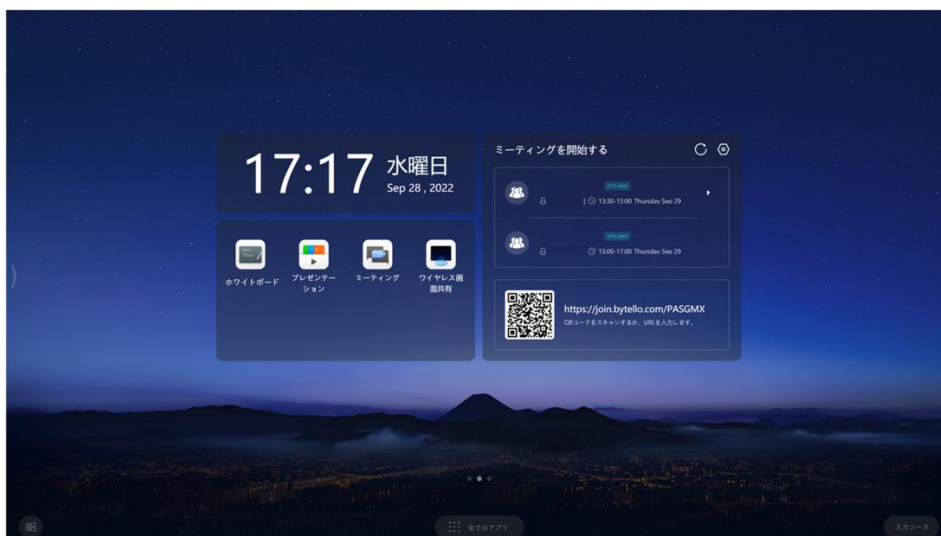 17:17
水曜日
Sep 28 , 2022
ホワイトボード
プレゼンテー
ション
ミーティング
ワイヤレス画
面共有
ミーティングを開始する
| 13:30-15:00 Thursday Sep 29
15:00-17:00 Thursday Sep 29
https://join.bytello.com/PASGMX
QRコードをスキャンするか、URLを入力します。
全てのアプリ
入力ソース